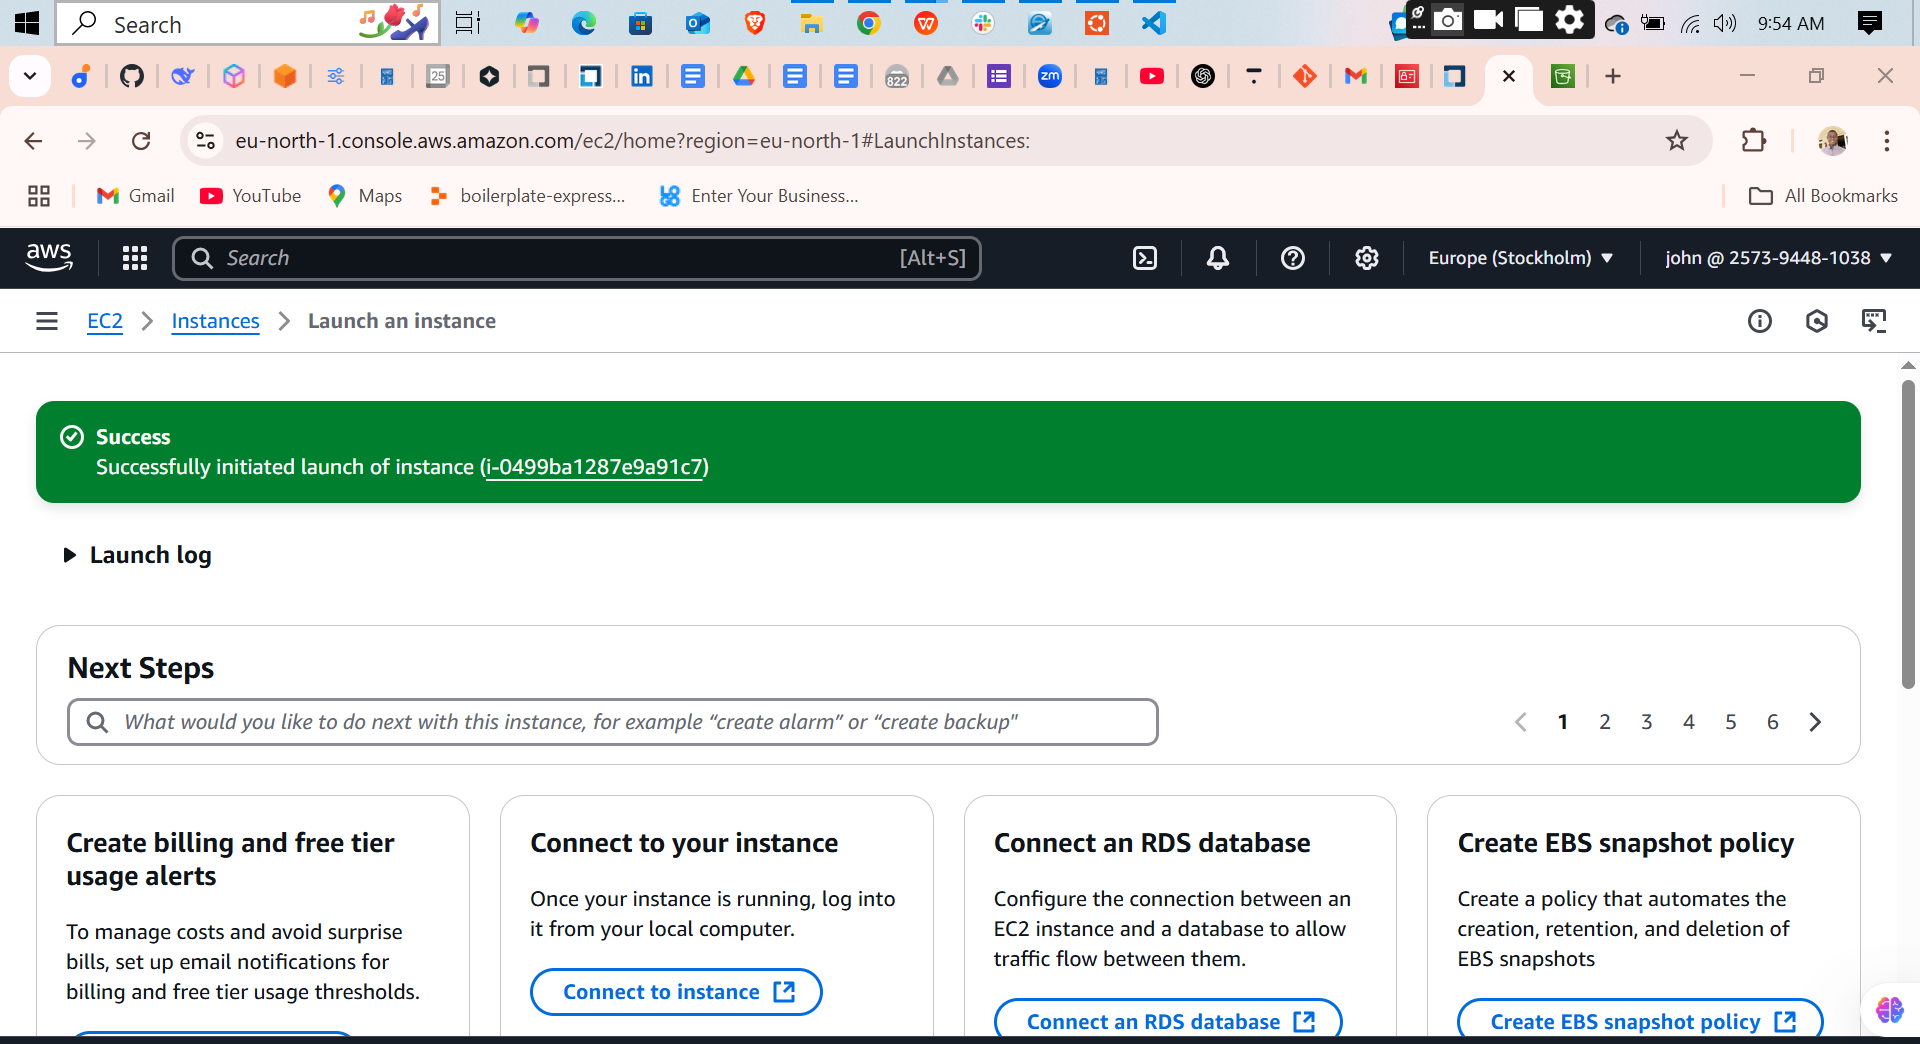 Search
9:54 AM
25
822
zm
eu-north-1.console.aws.amazon.com/ec2/home?region=eu-north-1#LaunchInstances:
Gmail
YouTube
Maps
boilerplate-express...
Enter Your Business...
All Bookmarks
aws
Search
[Alt+S]
Europe (Stockholm)
john @ 2573-9448-1038
EC2
Instances
Launch an instance
Success
Successfully initiated launch of instance (i-0499ba1287e9a91c7)
Launch log
Next Steps
What would you like to do next with this instance, for example “create alarm” or “create backup"
1 2 3 4 5 6
Create billing and free tier
usage alerts
To manage costs and avoid surprise
bills, set up email notifications for
billing and free tier usage thresholds.
Connect to your instance
Once your instance is running, log into
it from your local computer.
Connect to instance
Connect an RDS database
Configure the connection between an
EC2 instance and a database to allow
traffic flow between them.
Connect an RDS database
Create EBS snapshot policy
Create a policy that automates the
creation, retention, and deletion of
EBS snapshots
Create EBS snapshot policy